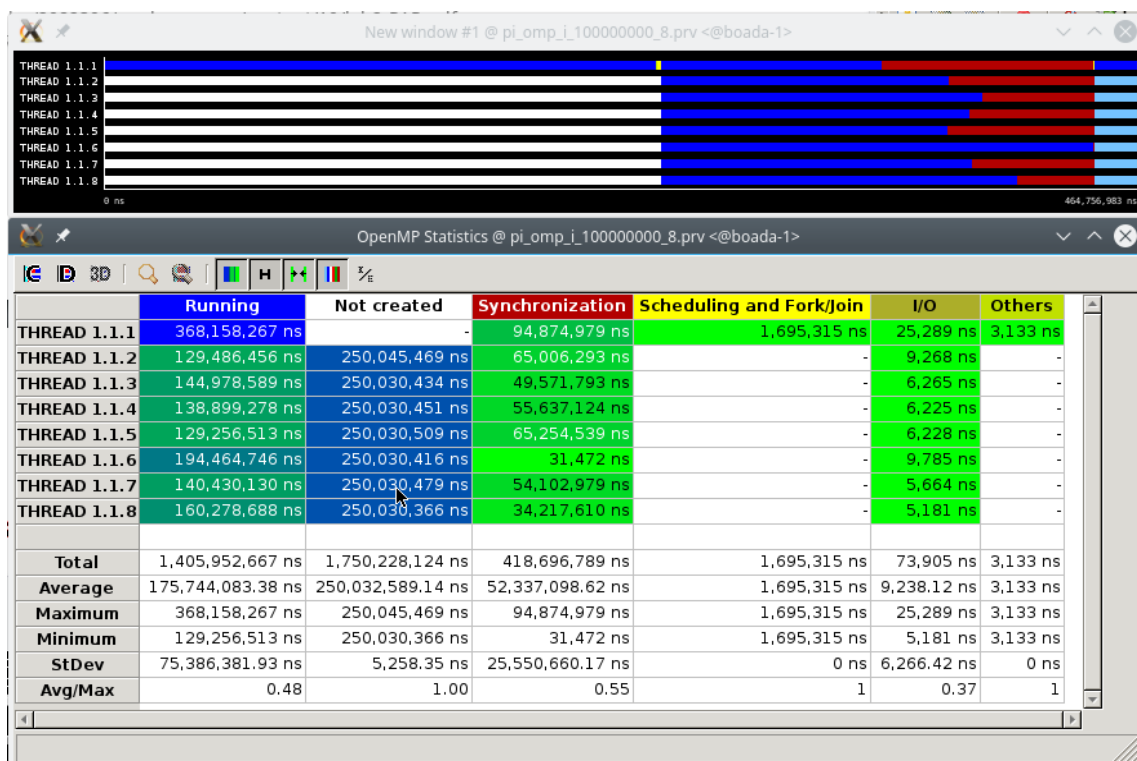 New window #1 @ pi_omp_i_100000000_8.prv <@boada-1>
THREAD 1.1.1
THREAD 1.1.2
THREAD 1.1.3
THREAD 1.1.4
THREAD 1.1.5
THREAD 1.1.6
THREAD 1.1.7
THREAD 1.1.8
0 ns 464,756,983 ns
OpenMP Statistics @ pi_omp_i_100000000_8.prv <@boada-1>
3D H
Running Not created Synchronization Scheduling and Fork/Join I/O Others
THREAD 1.1.1 368,158,267 ns - 94,874,979 ns 1,695,315 ns 25,289 ns 3,133 ns
THREAD 1.1.2 129,486,456 ns 250,045,469 ns 65,006,293 ns - 9,268 ns -
THREAD 1.1.3 144,978,589 ns 250,030,434 ns 49,571,793 ns - 6,265 ns -
THREAD 1.1.4 138,899,278 ns 250,030,451 ns 55,637,124 ns - 6,225 ns -
THREAD 1.1.5 129,256,513 ns 250,030,509 ns 65,254,539 ns - 6,228 ns -
THREAD 1.1.6 194,464,746 ns 250,030,416 ns 31,472 ns - 9,785 ns -
THREAD 1.1.7 140,430,130 ns 250,030,479 ns 54,102,979 ns - 5,664 ns -
THREAD 1.1.8 160,278,688 ns 250,030,366 ns 34,217,610 ns - 5,181 ns -
Total 1,405,952,667 ns 1,750,228,124 ns 418,696,789 ns 1,695,315 ns 73,905 ns 3,133 ns
Average 175,744,083.38 ns 250,032,589.14 ns 52,337,098.62 ns 1,695,315 ns 9,238.12 ns 3,133 ns
Maximum 368,158,267 ns 250,045,469 ns 94,874,979 ns 1,695,315 ns 25,289 ns 3,133 ns
Minimum 129,256,513 ns 250,030,366 ns 31,472 ns 1,695,315 ns 5,181 ns 3,133 ns
StDev 75,386,381.93 ns 5,258.35 ns 25,550,660.17 ns 0 ns 6,266.42 ns 0 ns
Avg/Max 0.48 1.00 0.55 1 0.37 1